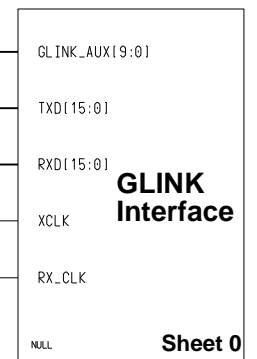 GLINK_AUX[9:0]
TXD[15:0]
RXD[15:0]
GLINK
Interface
XCLK
RX_CLK
NULL
Sheet 0